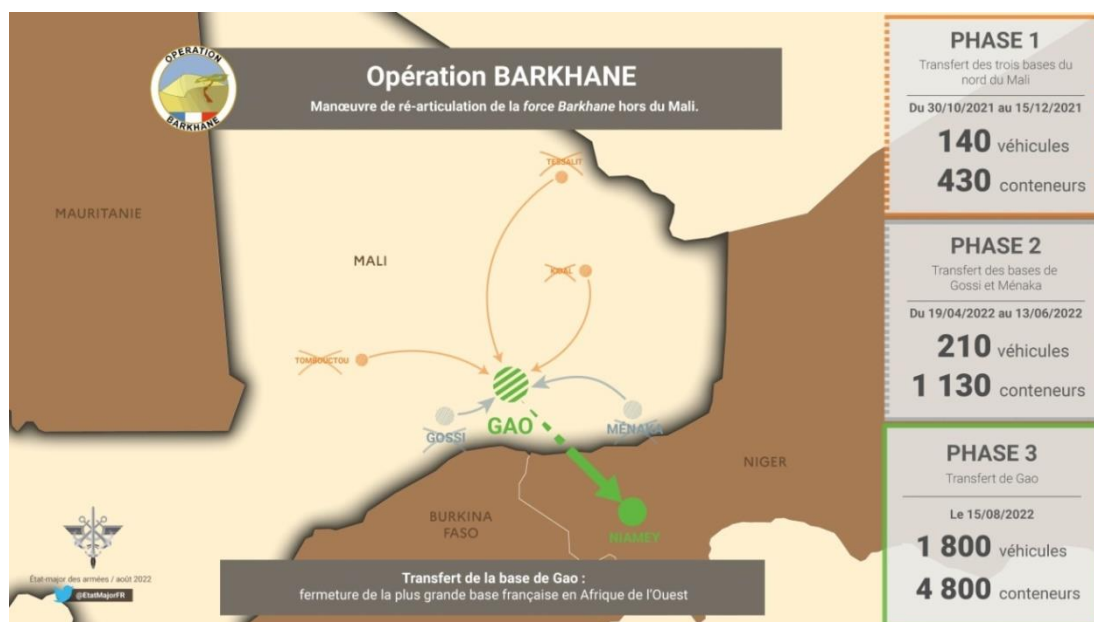 OPERATION
BARKHANE
Opération BARKHANE
Manœuvre de ré-articulation de la force Barkhane hors du Mali.
MAURITANIE
MALI
TESSALIT
KIDAL
TOMBOUCTOU
GAO
GOSSI
MÉNAKA
NIGER
BURKINA
FASO
NIAMEY
État-major des armées / août 2022
@EtatMajorFR
Transfert de la base de Gao :
fermeture de la plus grande base française en Afrique de l'Ouest
PHASE 1
Transfert des trois bases du
nord du Mali
Du 30/10/2021 au 15/12/2021
140 véhicules
430 conteneurs
PHASE 2
Transfert des bases de
Gossi et Ménaka
Du 19/04/2022 au 13/06/2022
210 véhicules
1 130 conteneurs
PHASE 3
Transfert de Gao
Le 15/08/2022
1 800 véhicules
4 800 conteneurs